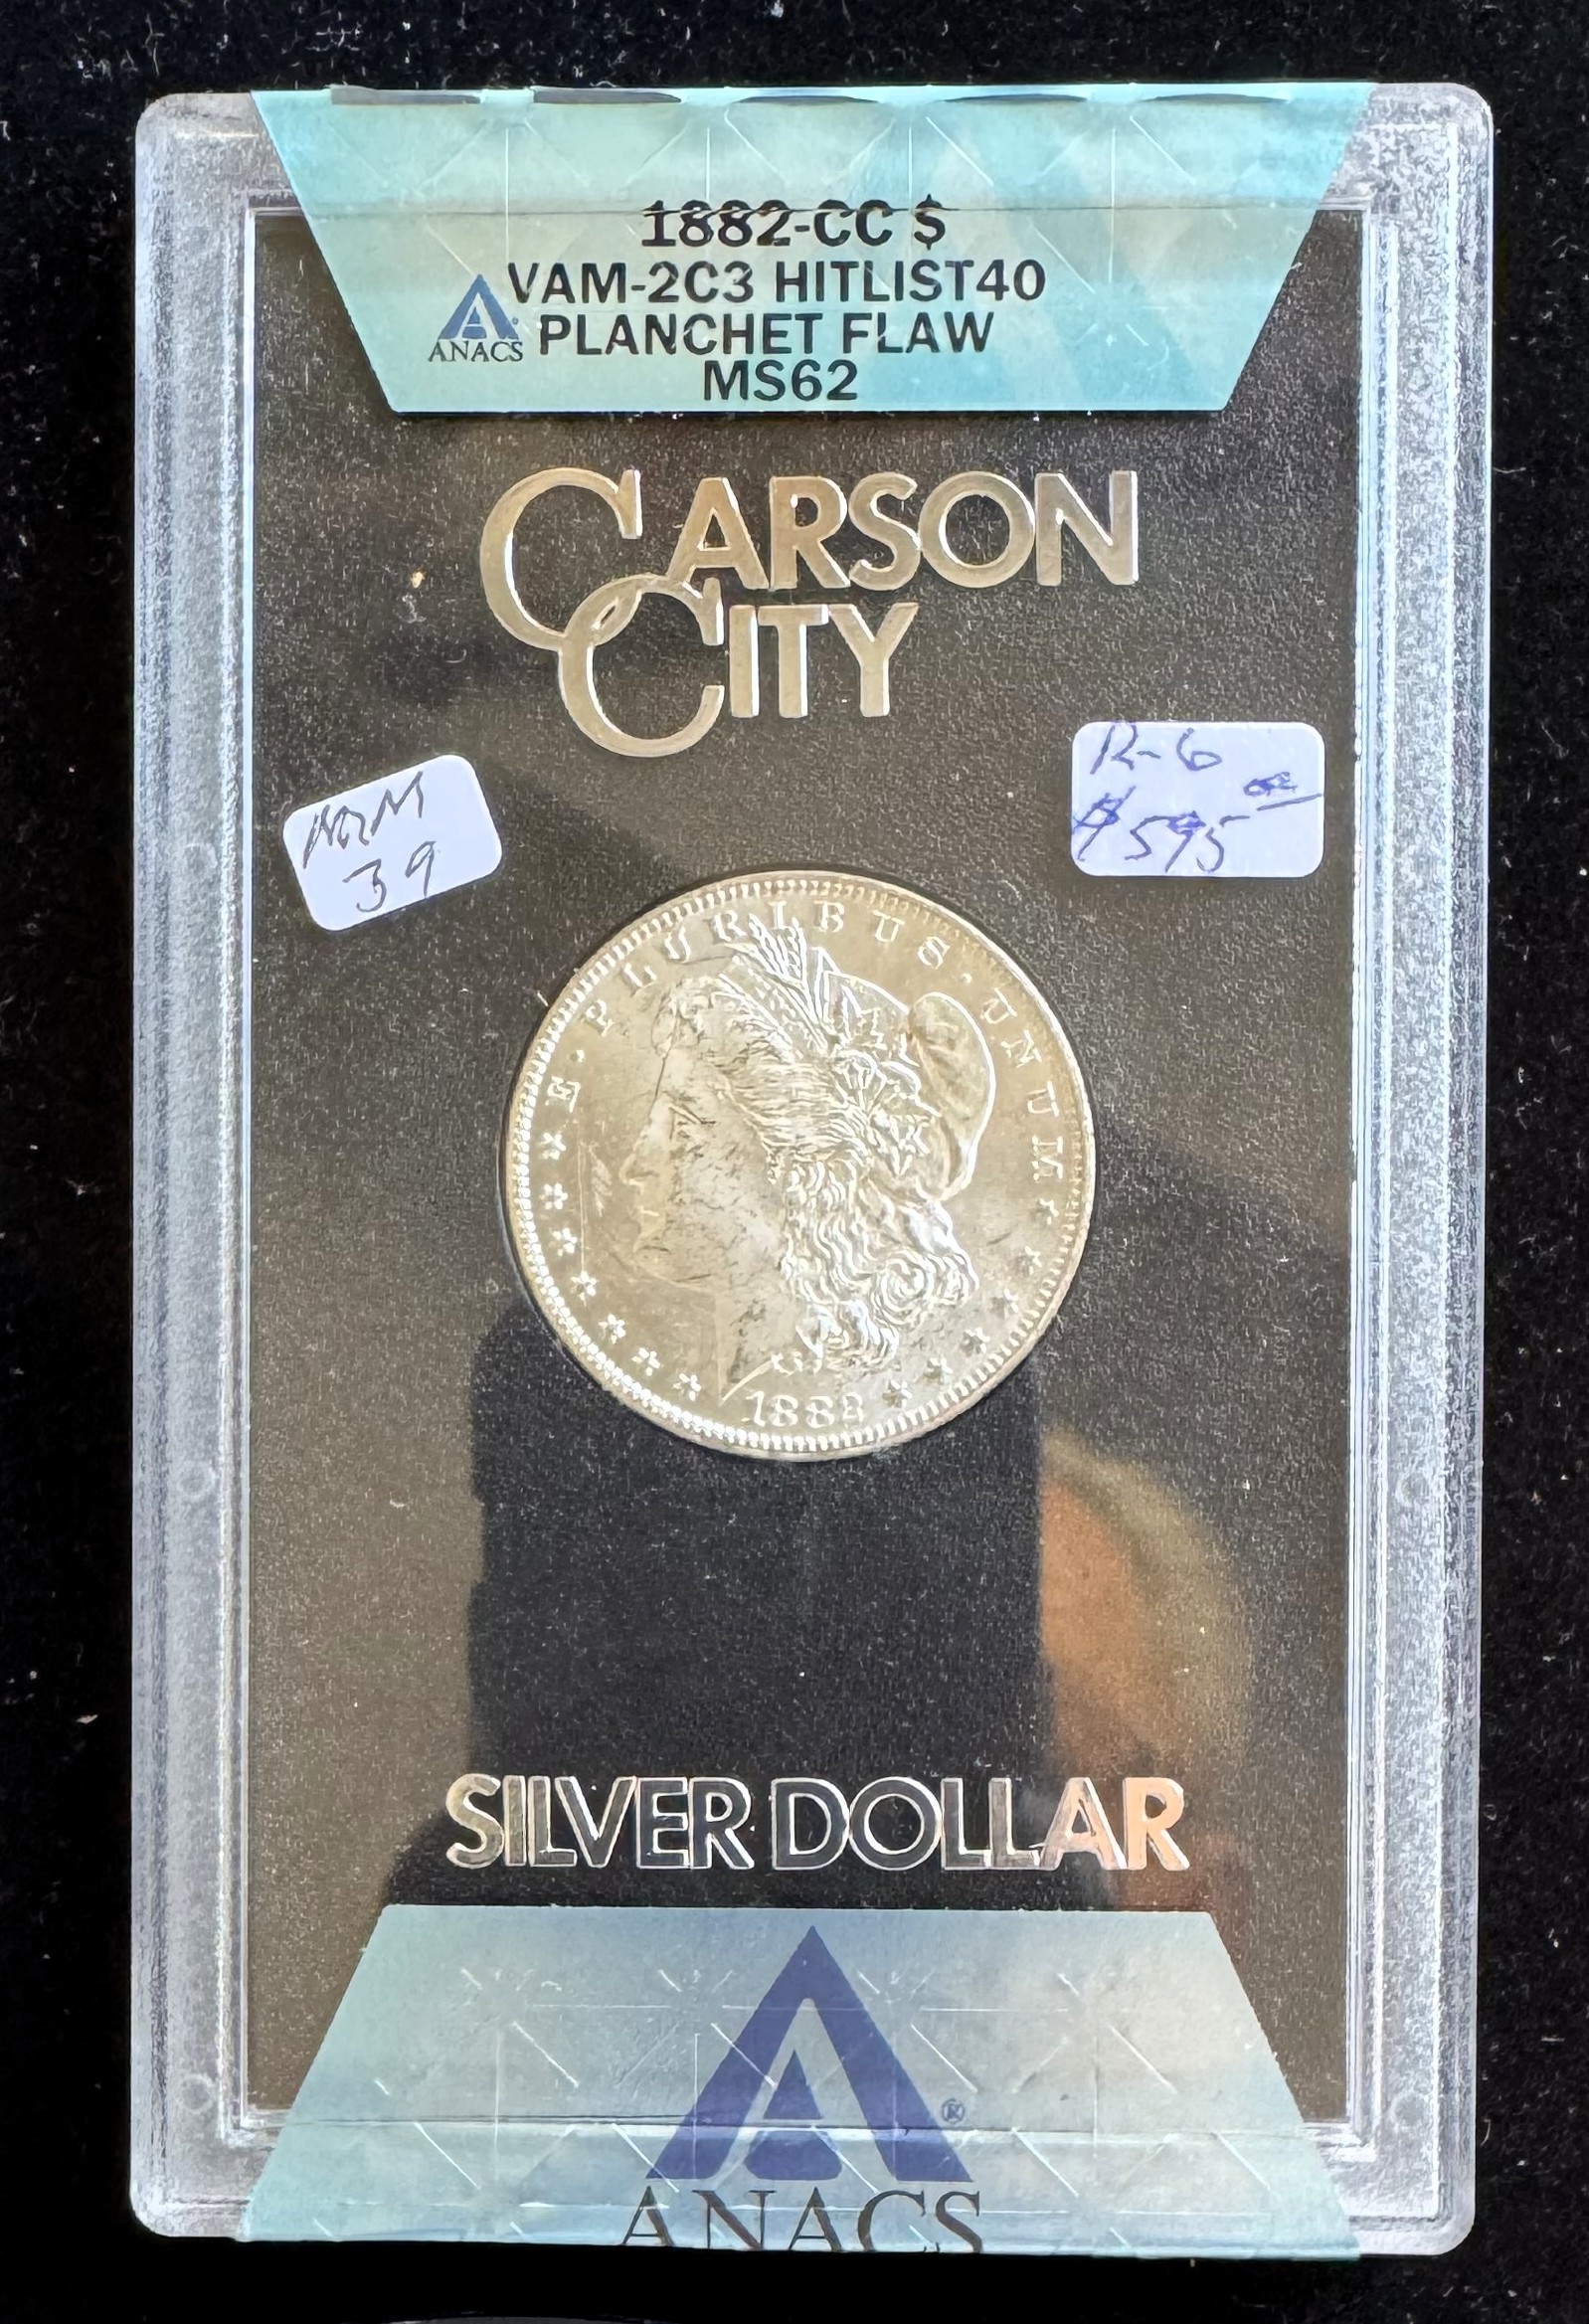 1882-CC $
VAM-2C3 HITLIST40
PLANCHET FLAW
MS62
ANACS
CARSON
CITY
R-6
$595
39
E · PLURIBUS · UNUM ·
1882
SILVER DOLLAR
®
ANACS